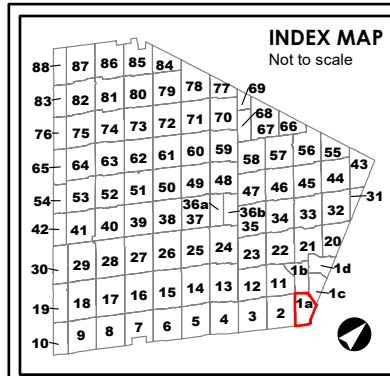 INDEX MAP
Not to scale
88 87 86 85 84
83 82 81 80 79 78 77 69
76 75 74 73 72 71 70 68 67 66
65 64 63 62 61 60 59 58 57 56 55 43
54 53 52 51 50 49 48 47 46 45 44 31
42 41 40 39 38 37 36a 36b 35 34 33 32
30 29 28 27 26 25 24 23 22 21 20
19 18 17 16 15 14 13 12 11 1b 1d
10 9 8 7 6 5 4 3 2 1a 1c